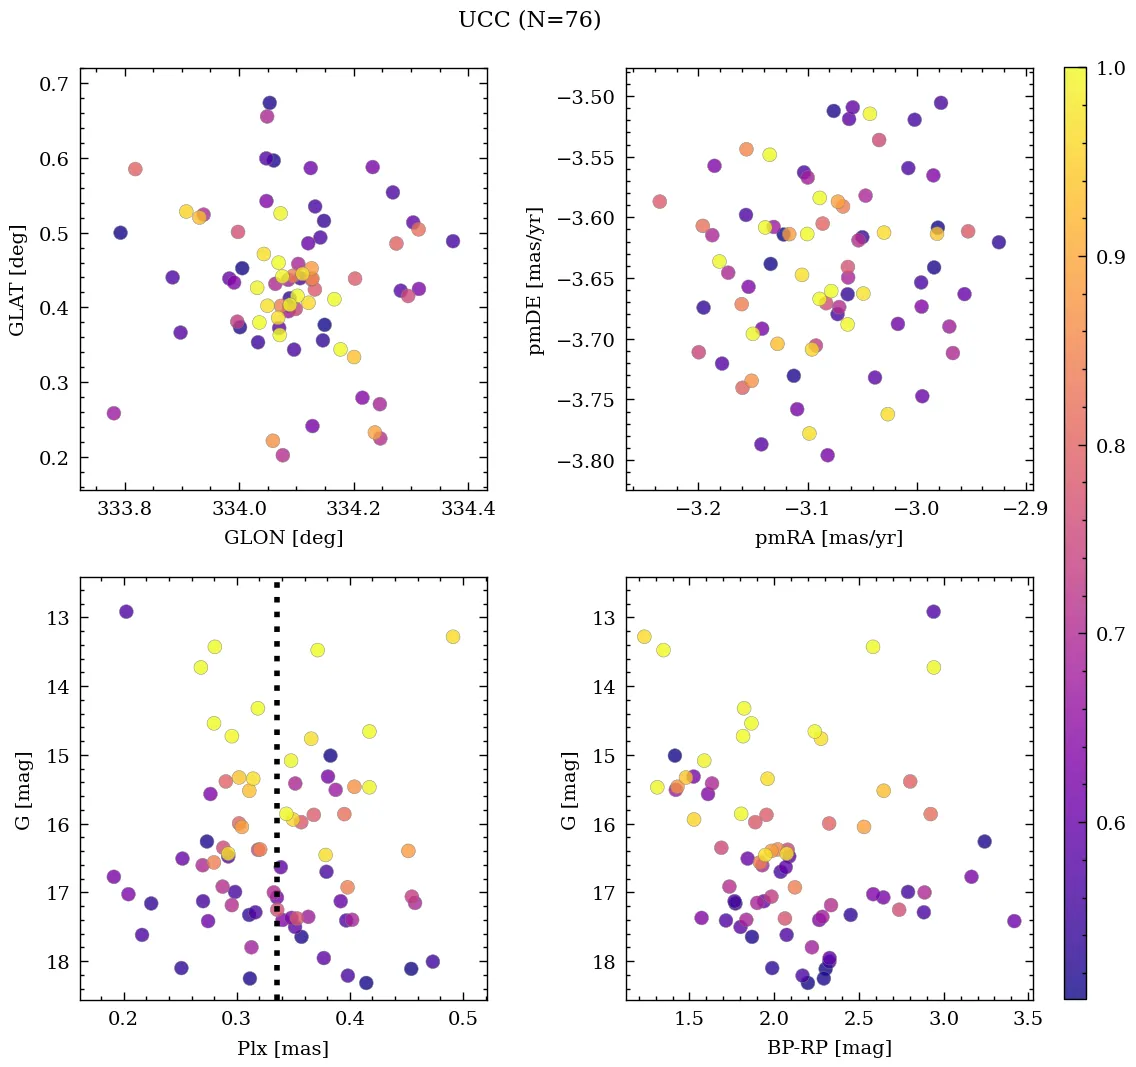 UCC (N=76)
0.7
0.6
0.5
0.4
0.3
0.2
GLAT [deg]
333.8 334.0 334.2 334.4
GLON [deg]
−3.50
−3.55
−3.60
−3.65
−3.70
−3.75
−3.80
pmDE [mas/yr]
−3.2 −3.1 −3.0 −2.9
pmRA [mas/yr]
1.0
0.9
0.8
0.7
0.6
13
14
15
16
17
18
G [mag]
0.2 0.3 0.4 0.5
Plx [mas]
13
14
15
16
17
18
G [mag]
1.5 2.0 2.5 3.0 3.5
BP-RP [mag]